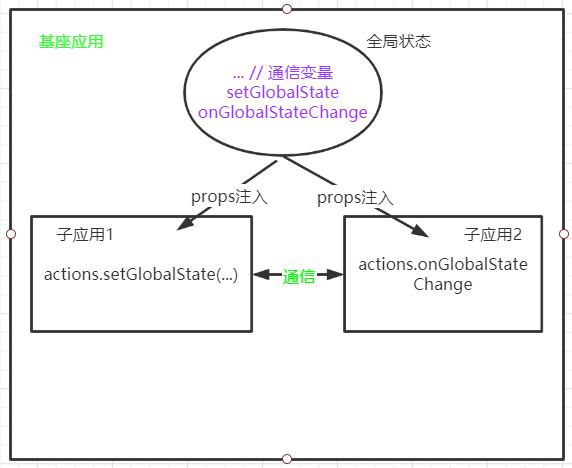 基座应用
全局状态
... // 通信变量
setGlobalState
onGlobalStateChange
props注入
props注入
子应用1
actions.setGlobalState(...)
通信
子应用2
actions.onGlobalState
Change